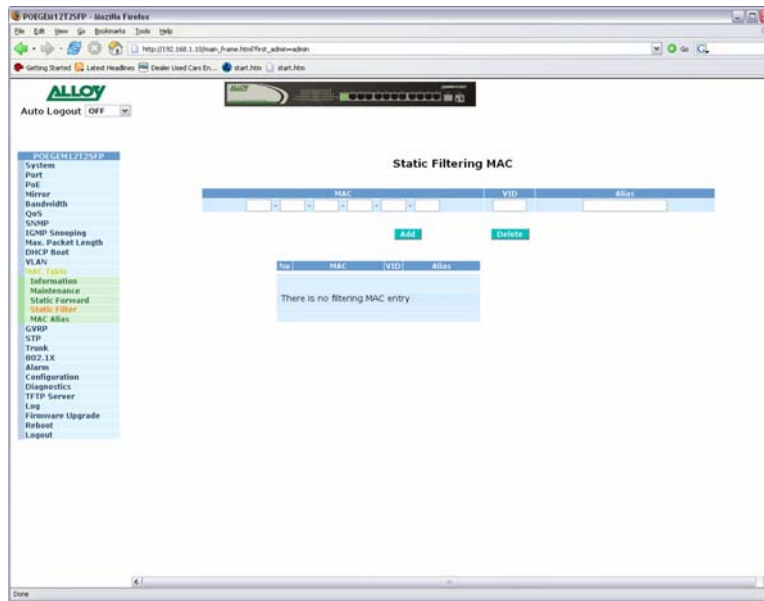 POEGEM12T2SFP - Mozilla Firefox
File Edit View Go Bookmarks Tools Help
http://192.168.1.10/main_frame.html?first_admin=admin
Go
Getting Started Latest Headlines Dealer Used Cars En... start.htm start.htm
ALLOY
Auto Logout OFF
ALLOY
POEGEM12T2SFP
System
Port
PoE
Mirror
Bandwidth
QoS
SNMP
IGMP Snooping
Max. Packet Length
DHCP Boot
VLAN
MAC Table
Information
Maintenance
Static Forward
Static Filter
MAC Alias
GVRP
STP
Trunk
802.1X
Alarm
Configuration
Diagnostics
TFTP Server
Log
Firmware Upgrade
Reboot
Logout
Static Filtering MAC
MAC VID Alias
- - - - -
Add Delete
No MAC VID Alias
There is no filtering MAC entry
Done